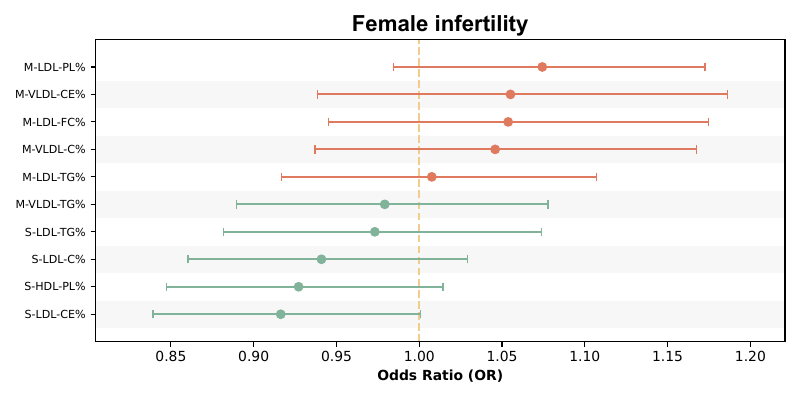 Female infertility
M-LDL-PL%
M-VLDL-CE%
M-LDL-FC%
M-VLDL-C%
M-LDL-TG%
M-VLDL-TG%
S-LDL-TG%
S-LDL-C%
S-HDL-PL%
S-LDL-CE%
0.85 0.90 0.95 1.00 1.05 1.10 1.15 1.20
Odds Ratio (OR)